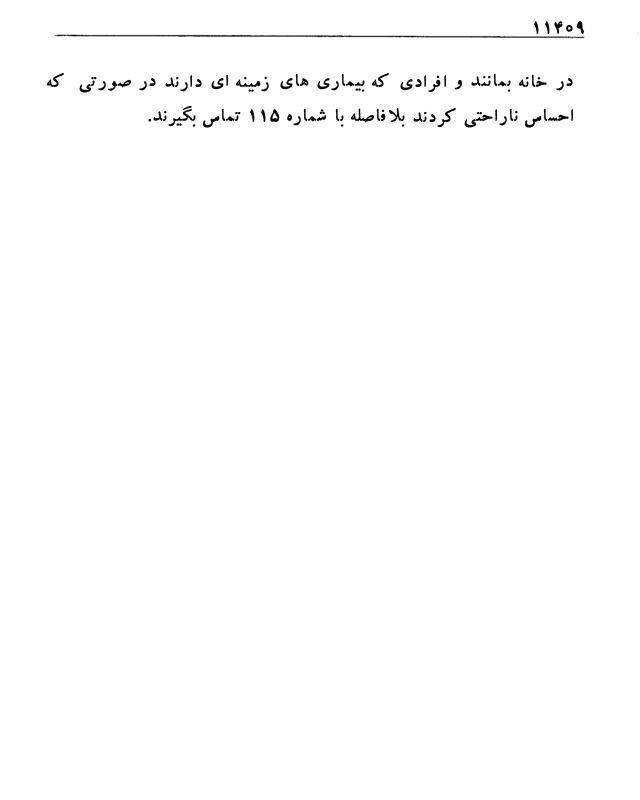 ۱۱۴۰۹
در خانه بمانند و افرادی که بیماری های زمینه ای دارند در صورتی که
احساس ناراحتی کردند بلافاصله با شماره ۱۱۵ تماس بگیرند.